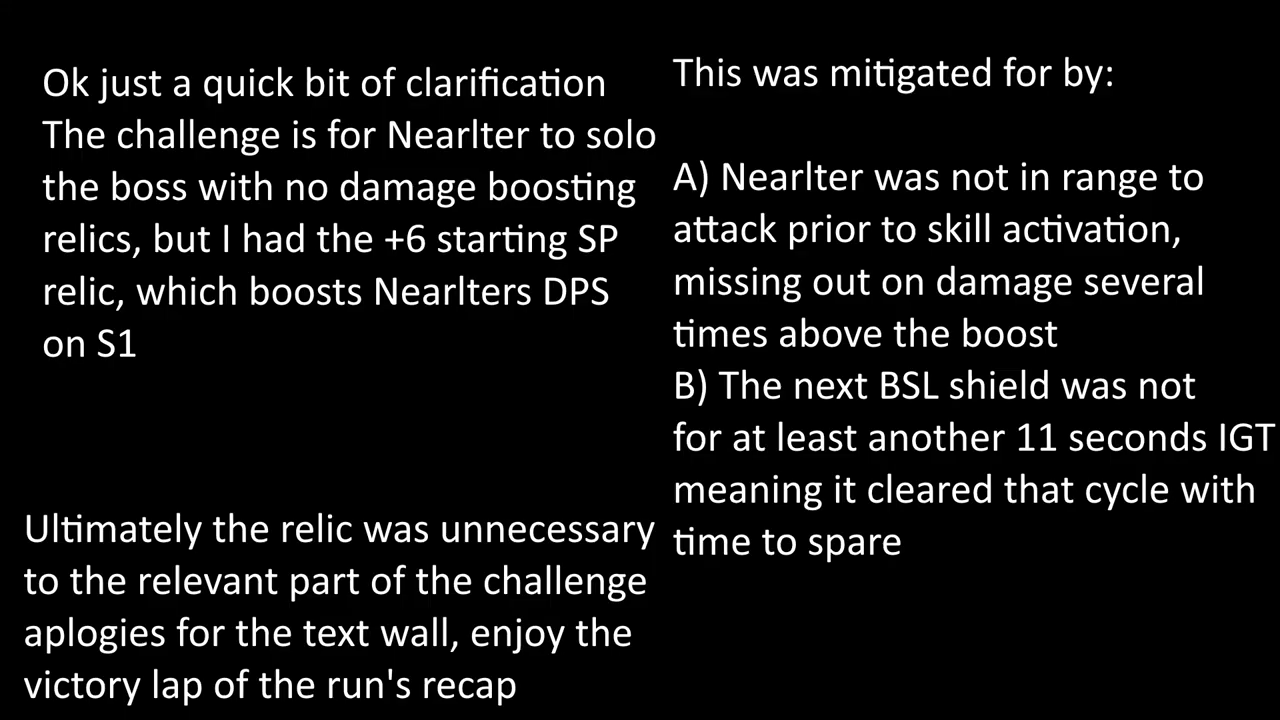 Ok just a quick bit of clarification
The challenge is for Nearlter to solo
the boss with no damage boosting
relics, but I had the +6 starting SP
relic, which boosts Nearlters DPS
on S1
This was mitigated for by:
A) Nearlter was not in range to
attack prior to skill activation,
missing out on damage several
times above the boost
B) The next BSL shield was not
for at least another 11 seconds IGT
meaning it cleared that cycle with
time to spare
Ultimately the relic was unnecessary
to the relevant part of the challenge
aplogies for the text wall, enjoy the
victory lap of the run's recap